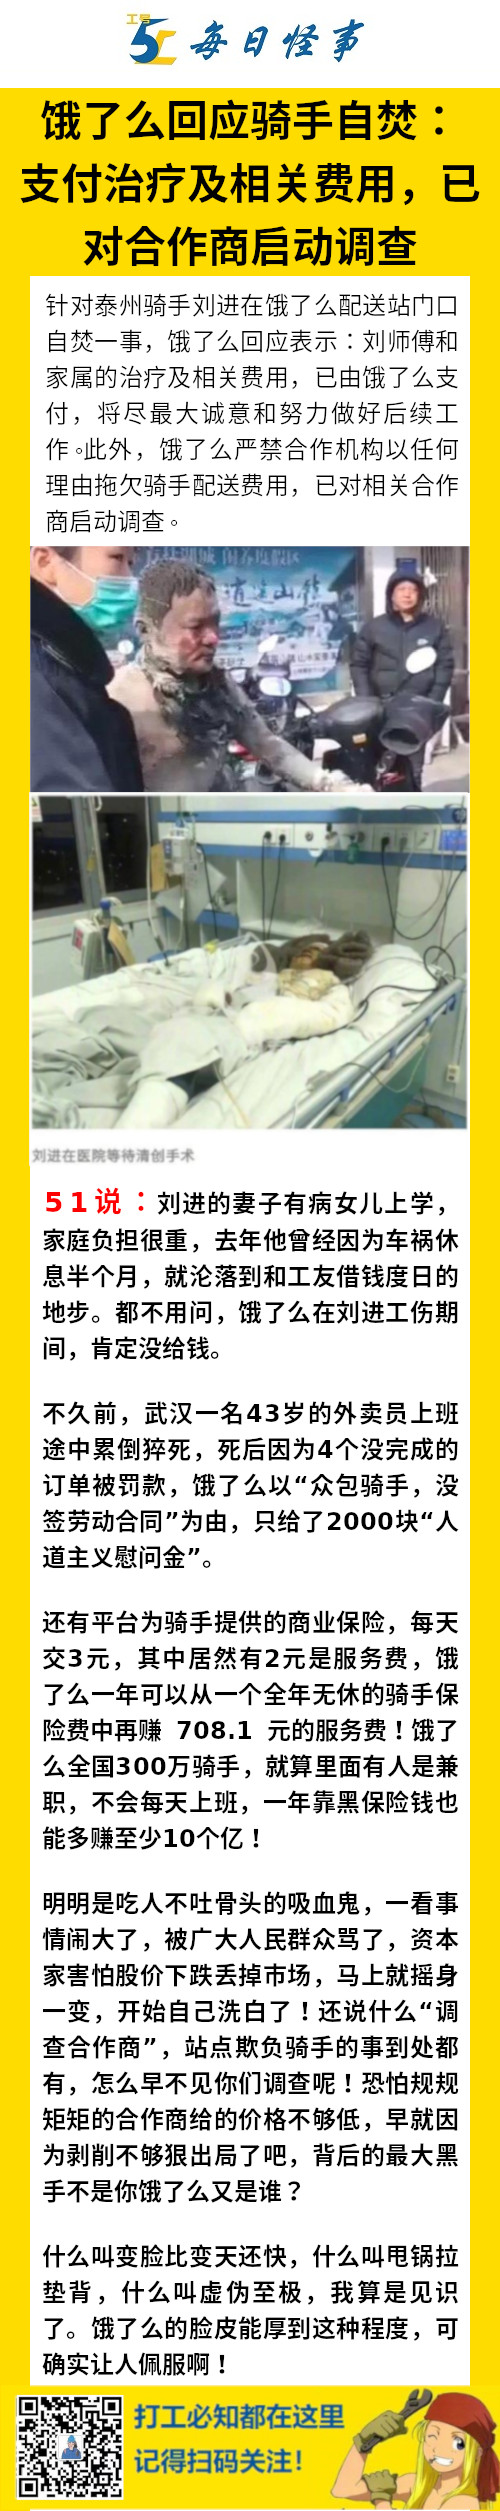 工号
51
每日怪事
饿了么回应骑手自焚：
支付治疗及相关费用，已
对合作商启动调查
针对泰州骑手刘进在饿了么配送站门口
自焚一事，饿了么回应表示：刘师傅和
家属的治疗及相关费用，已由饿了么支
付，将尽最大诚意和努力做好后续工
作。此外，饿了么严禁合作机构以任何
理由拖欠骑手配送费用，已对相关合作
商启动调查。
刘进在医院等待清创手术
51说：刘进的妻子有病女儿上学，
家庭负担很重，去年他曾经因为车祸休
息半个月，就沦落到和工友借钱度日的
地步。都不用问，饿了么在刘进工伤期
间，肯定没给钱。
不久前，武汉一名43岁的外卖员上班
途中累倒猝死，死后因为4个没完成的
订单被罚款，饿了么以“众包骑手，没
签劳动合同”为由，只给了2000块“人
道主义慰问金”。
还有平台为骑手提供的商业保险，每天
交3元，其中居然有2元是服务费，饿
了么一年可以从一个全年无休的骑手保
险费中再赚 708.1 元的服务费！饿了
么全国300万骑手，就算里面有人是兼
职，不会每天上班，一年靠黑保险钱也
能多赚至少10个亿！
明明是吃人不吐骨头的吸血鬼，一看事
情闹大了，被广大人民群众骂了，资本
家害怕股价下跌丢掉市场，马上就摇身
一变，开始自己洗白了！还说什么“调
查合作商”，站点欺负骑手的事到处都
有，怎么早不见你们调查呢！恐怕规规
矩矩的合作商给的价格不够低，早就因
为剥削不够狠出局了吧，背后的最大黑
手不是你饿了么又是谁？
什么叫变脸比变天还快，什么叫甩锅拉
垫背，什么叫虚伪至极，我算是见识
了。饿了么的脸皮能厚到这种程度，可
确实让人佩服啊！
打工必知都在这里
记得扫码关注！